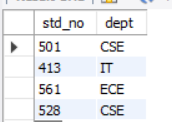 std_no dept
501 CSE
413 IT
561 ECE
528 CSE